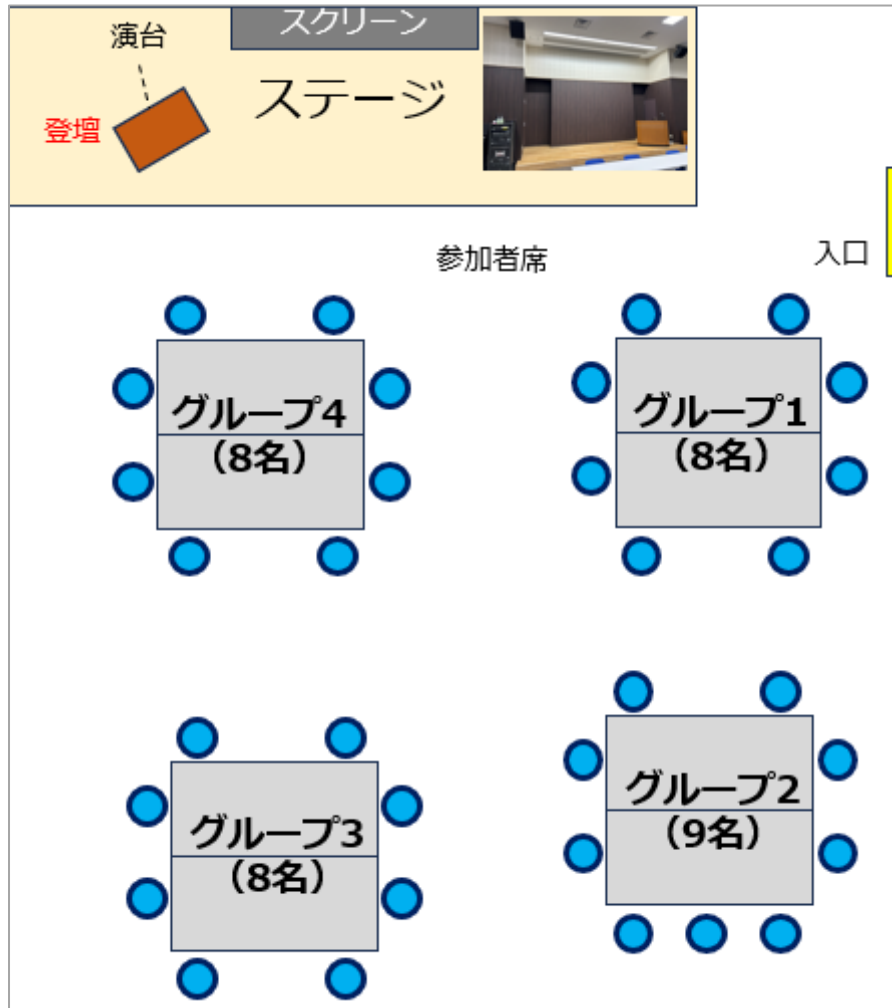 スクリーン
演台
ステージ
登壇
参加者席
入口
グループ4
（8名）
グループ1
（8名）
グループ3
（8名）
グループ2
（9名）